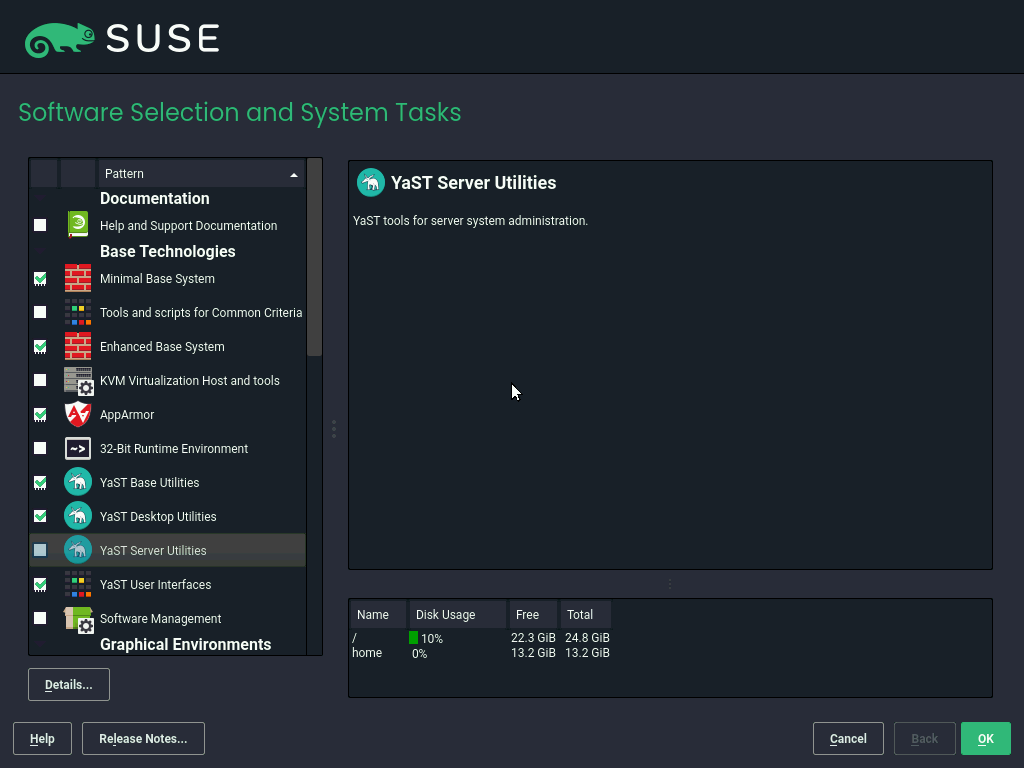 SUSE
Software Selection and System Tasks
Pattern
Documentation
Help and Support Documentation
Base Technologies
Minimal Base System
Tools and scripts for Common Criteria
Enhanced Base System
KVM Virtualization Host and tools
AppArmor
32-Bit Runtime Environment
~>
YaST Base Utilities
YaST Desktop Utilities
YaST Server Utilities
YaST User Interfaces
Software Management
Graphical Environments
Details...
YaST Server Utilities
YaST tools for server system administration.
Name Disk Usage Free Total
/ 10% 22.3 GiB 24.8 GiB
home 0% 13.2 GiB 13.2 GiB
Help Release Notes... Cancel Back OK